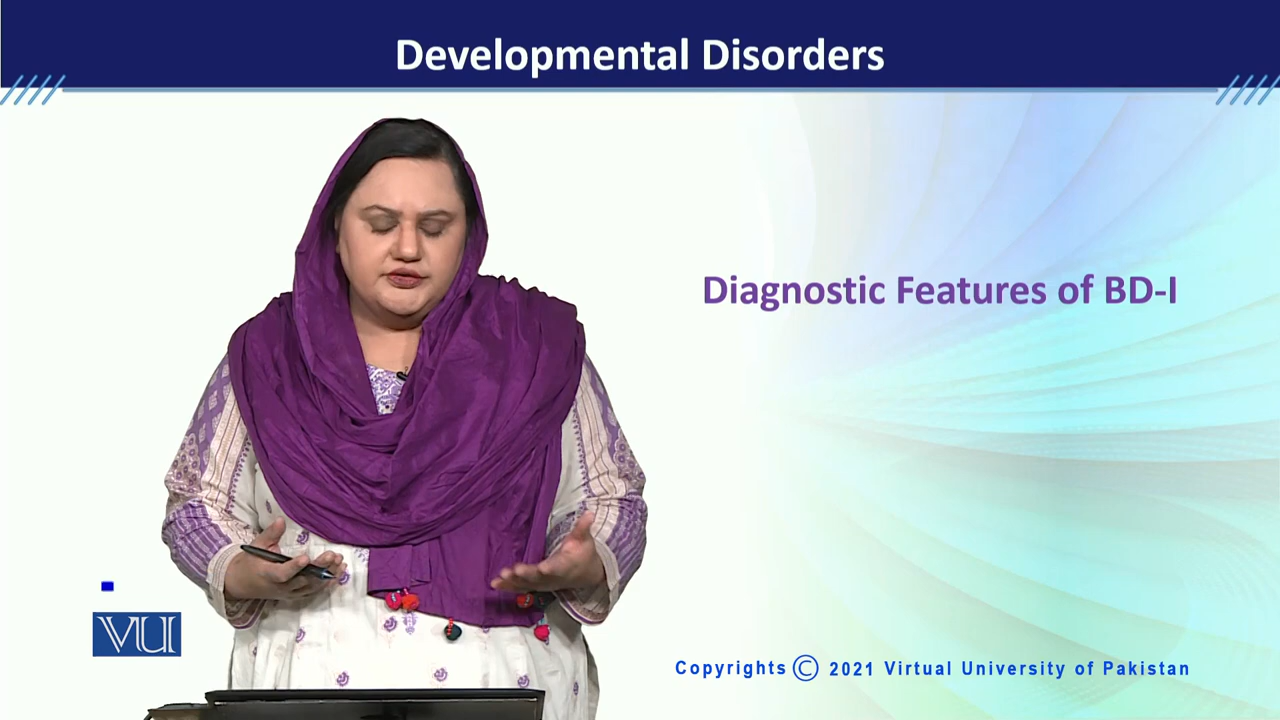 Developmental Disorders
Diagnostic Features of BD-I
VU
Copyrights © 2021 Virtual University of Pakistan